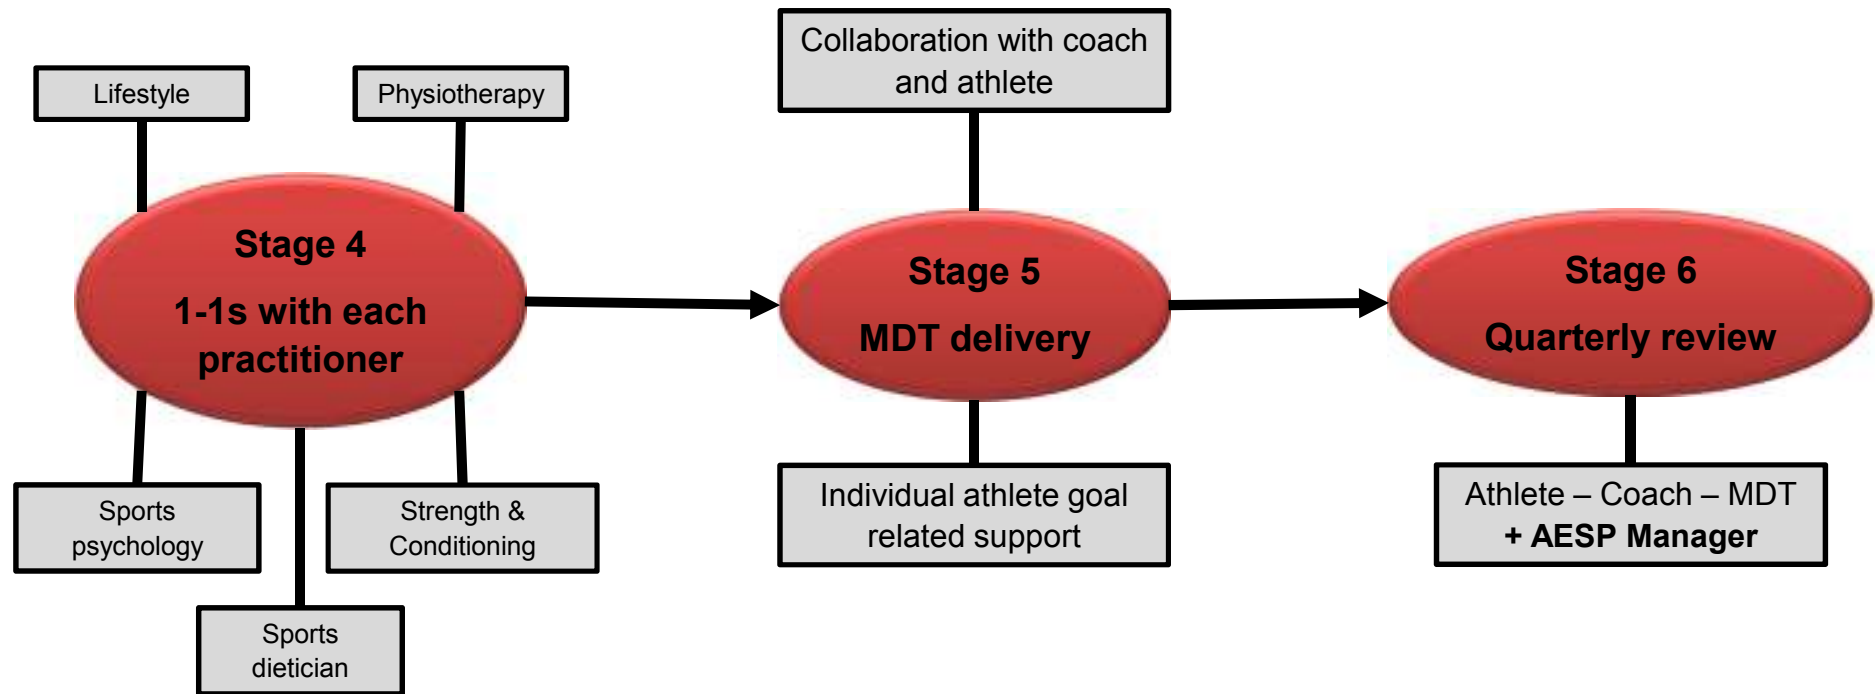 Lifestyle
Physiotherapy
Stage 4
1-1s with each
practitioner
Sports
psychology
Strength &
Conditioning
Sports
dietician
Collaboration with coach
and athlete
Stage 5
MDT delivery
Individual athlete goal
related support
Stage 6
Quarterly review
Athlete – Coach – MDT
+ AESP Manager